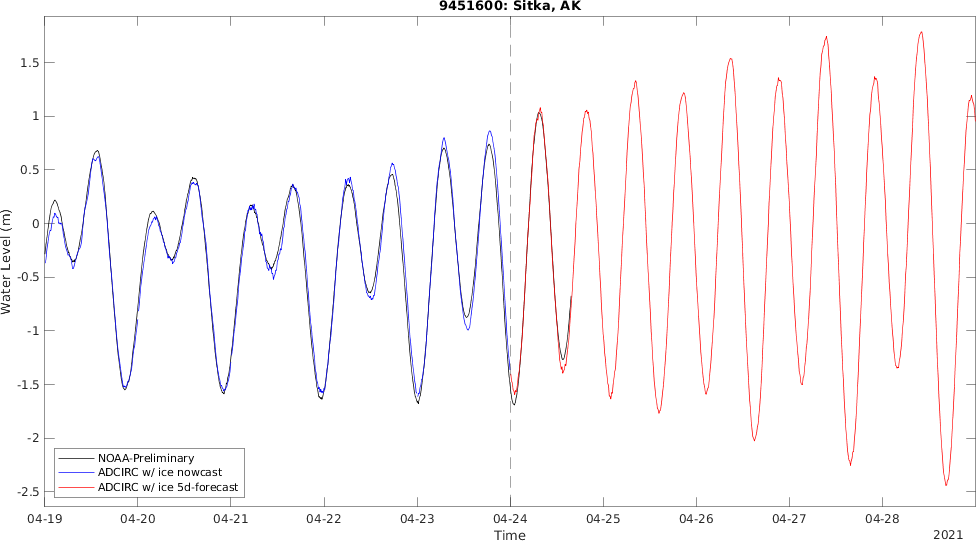 9451600: Sitka, AK
Water Level (m)
1.5
1
0.5
0
-0.5
-1
-1.5
-2
-2.5
NOAA-Preliminary
ADCIRC w/ ice nowcast
ADCIRC w/ ice 5d-forecast
04-19 04-20 04-21 04-22 04-23 04-24 04-25 04-26 04-27 04-28
Time
2021